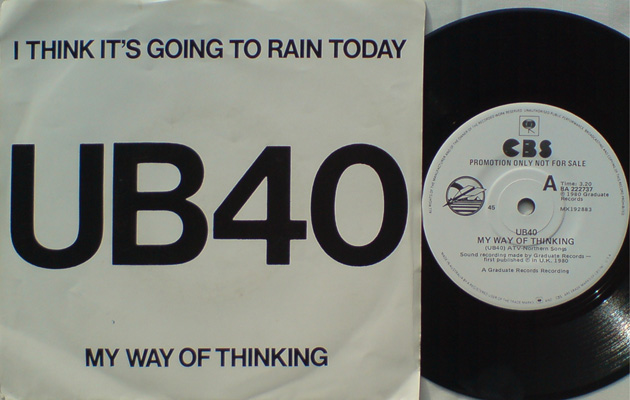 I THINK IT'S GOING TO RAIN TODAY
UB40
MY WAY OF THINKING
CBS
PROMOTION ONLY NOT FOR SALE
A
Time: 3.20
BA 222737
℗ 1980 Graduate
Records
MX192883
45
UB40
MY WAY OF THINKING
(UB40) ATV-Northern Songs
Sound recording made by Graduate Records —
first published ℗ in U.K. 1980
A Graduate Records Recording